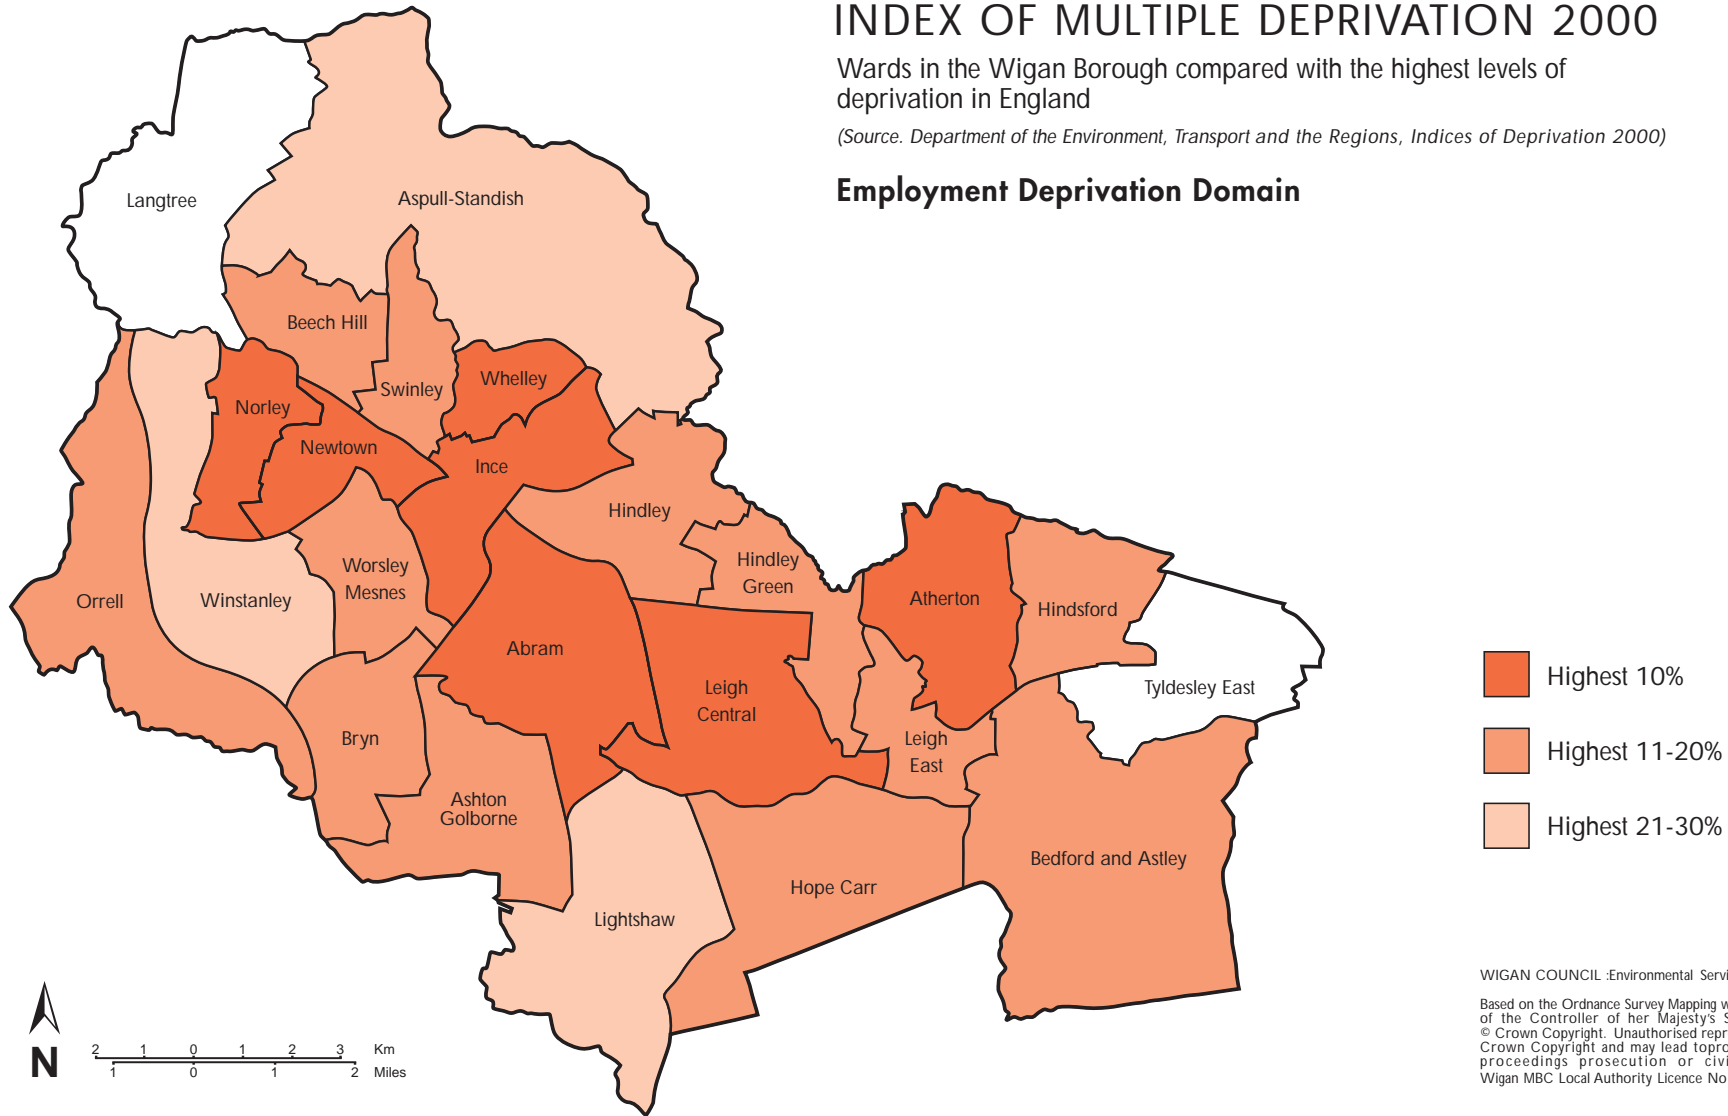 INDEX OF MULTIPLE DEPRIVATION 2000
Wards in the Wigan Borough compared with the highest levels of
deprivation in England
(Source. Department of the Environment, Transport and the Regions, Indices of Deprivation 2000)
Employment Deprivation Domain
Langtree
Aspull-Standish
Beech Hill
Swinley
Whelley
Norley
Newtown
Ince
Hindley
Hindley
Green
Worsley
Mesnes
Orrell
Winstanley
Atherton
Hindsford
Abram
Leigh
Central
Tyldesley East
Bryn
Leigh
East
Ashton
Golborne
Bedford and Astley
Hope Carr
Lightshaw
Highest 10%
Highest 11-20%
Highest 21-30%
N
2 1 0 1 2 3 Km
1 0 1 2 Miles
WIGAN COUNCIL :Environmental
Based on the Ordnance Survey Mapping
of the Controller of her Majesty's
© Crown Copyright. Unauthorised
Crown Copyright and may lead
proceedings prosecution or
Wigan MBC Local Authority Licence No